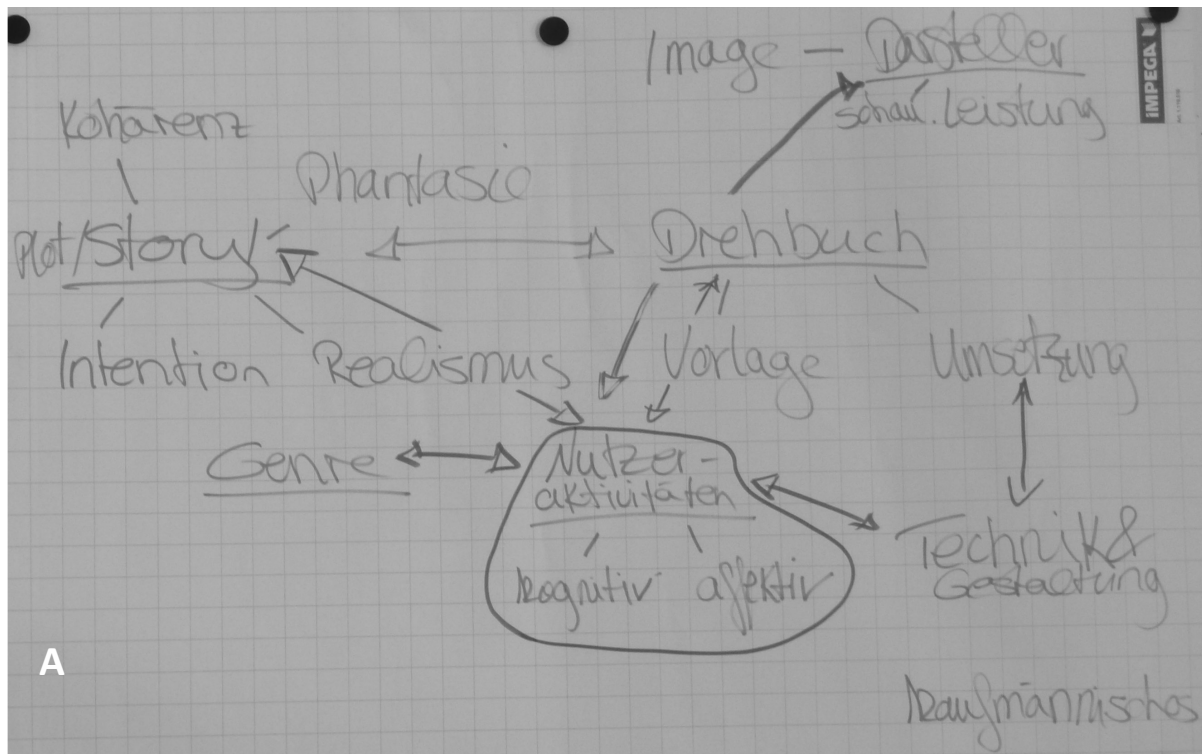 Image – Darsteller
schau. Leistung
IMPEGA
Kohärenz
Phantasie
Plot/Story
Drehbuch
Intention
Realismus
Vorlage
Umsetzung
Genre
Nutzer-
aktivitäten
kognitiv
affektiv
Technik &
Gestaltung
A
Kaufmännisches